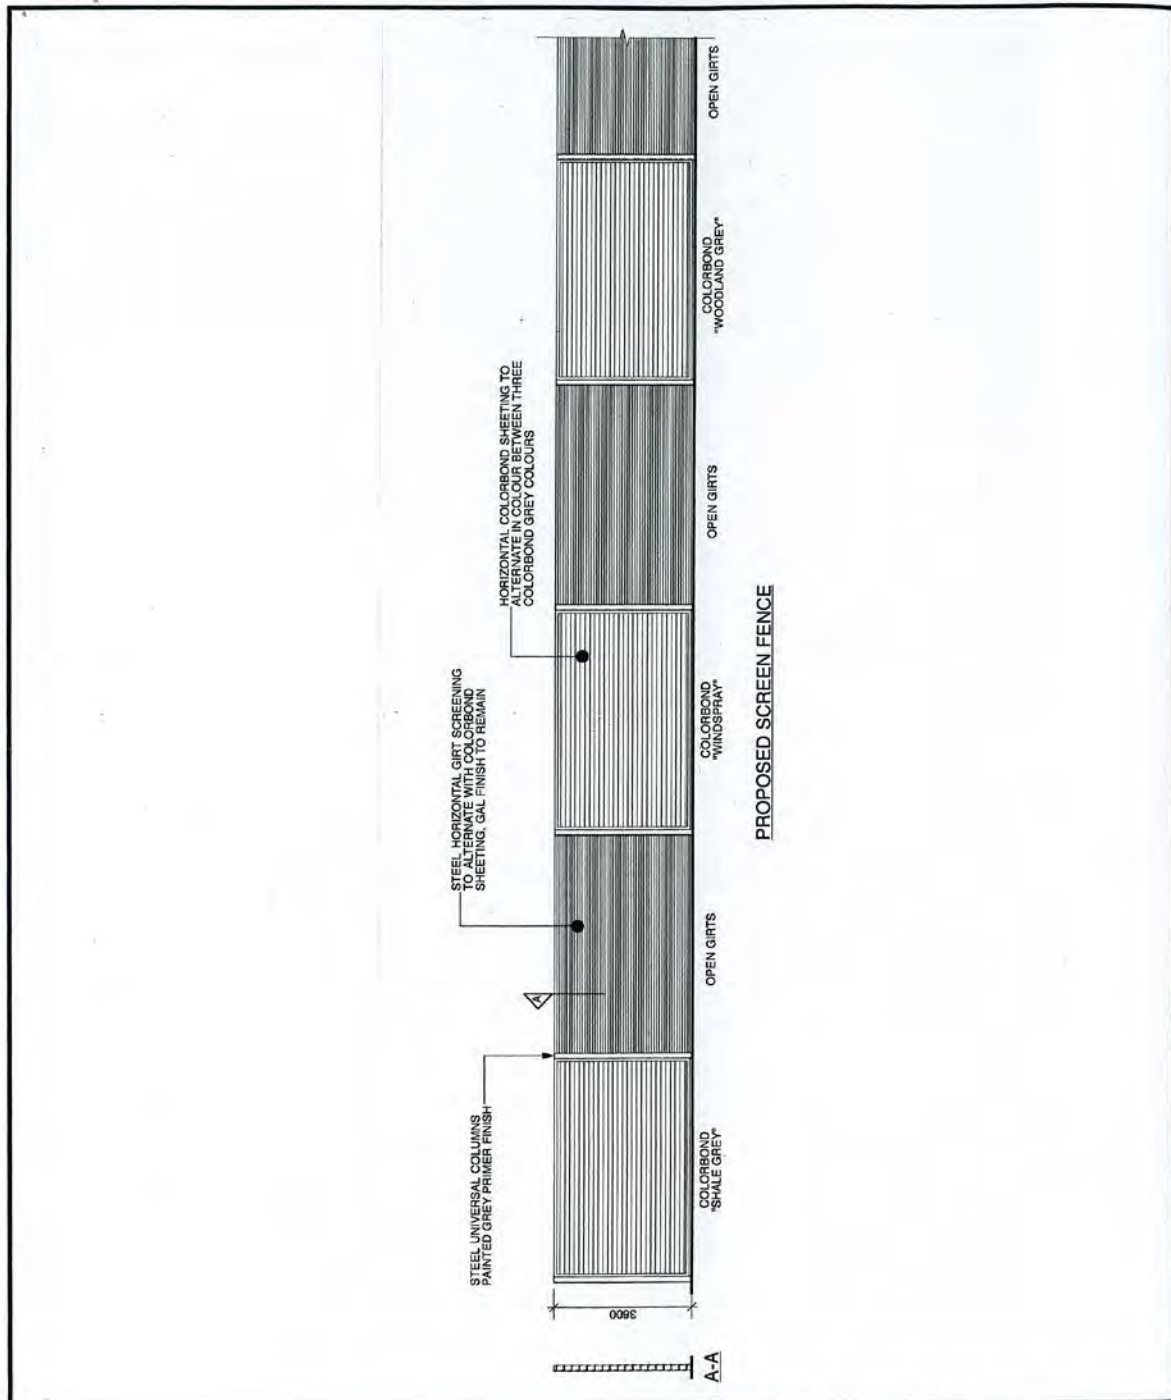 STEEL UNIVERSAL COLUMNS
PAINTED GREY PRIMER FINISH
STEEL HORIZONTAL GIRT SCREENING
TO ALTERNATE WITH COLORBOND
SHEETING, GAL FINISH TO REMAIN
HORIZONTAL COLORBOND SHEETING TO
ALTERNATE IN COLOUR BETWEEN THREE
COLORBOND GREY COLOURS
A
3600
A-A
COLORBOND
"SHALE GREY"
OPEN GIRTS
COLORBOND
"WINDSPRAY"
OPEN GIRTS
COLORBOND
"WOODLAND GREY"
OPEN GIRTS
PROPOSED SCREEN FENCE